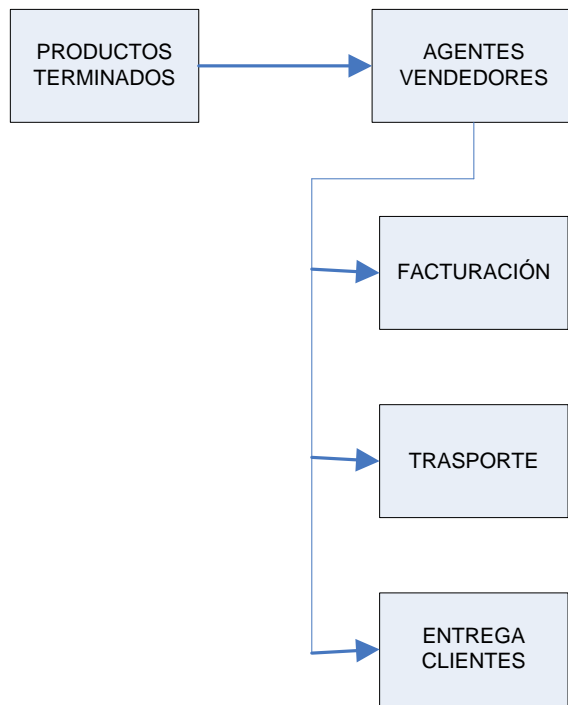 PRODUCTOS
TERMINADOS
AGENTES
VENDEDORES
FACTURACIÓN
TRASPORTE
ENTREGA
CLIENTES